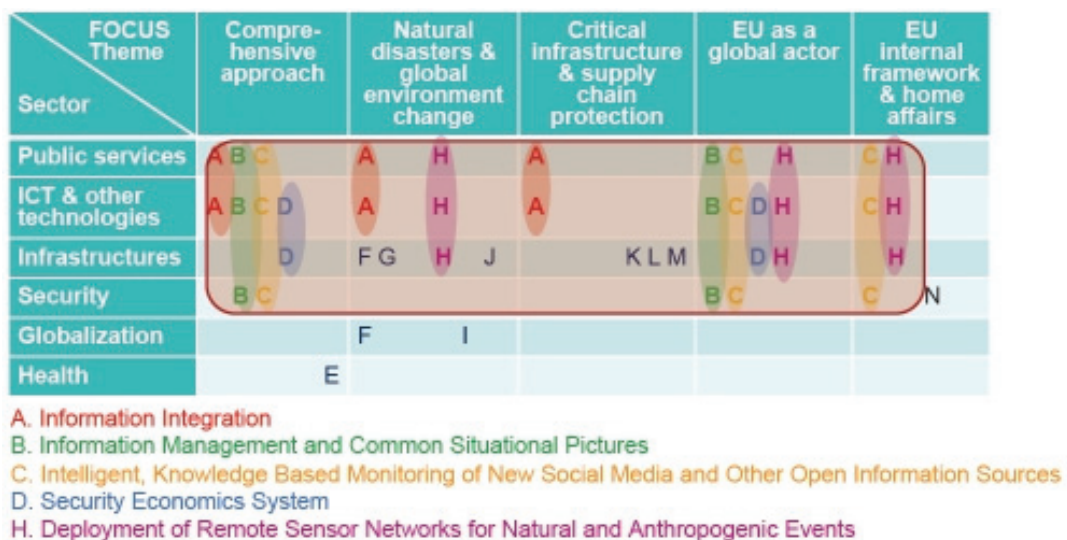 FOCUS Theme
Sector
Compre-hensive approach
Natural disasters & global environment change
Critical infrastructure & supply chain protection
EU as a global actor
EU internal framework & home affairs
Public services A B C A H A B C H C H
ICT & other technologies A B C D A H A B C D H C H
Infrastructures D F G H J K L M D H H
Security B C B C C N
Globalization F I
Health E
A. Information Integration
B. Information Management and Common Situational Pictures
C. Intelligent, Knowledge Based Monitoring of New Social Media and Other Open Information Sources
D. Security Economics System
H. Deployment of Remote Sensor Networks for Natural and Anthropogenic Events